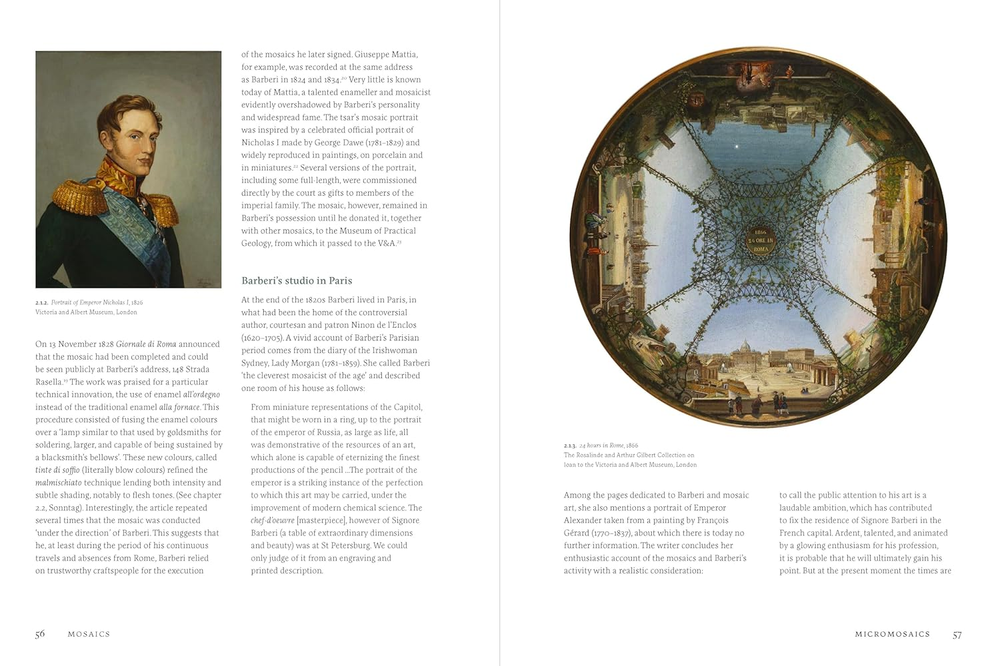 2.1.2. Portrait of Emperor Nicholas I, 1826
Victoria and Albert Museum, London
On 13 November 1828 Giornale di Roma announced
that the mosaic had been completed and could
be seen publicly at Barberi’s address, 148 Strada
Rasella.¹⁹ The work was praised for a particular
technical innovation, the use of enamel all’ordegno
instead of the traditional enamel alla fornace. This
procedure consisted of fusing the enamel colours
over a ‘lamp similar to that used by goldsmiths for
soldering, larger, and capable of being sustained by
a blacksmith’s bellows’. These new colours, called
tinte di soffio (literally blow colours) refined the
malmischiato technique lending both intensity and
subtle shading, notably to flesh tones. (See chapter
2.2, Sonntag). Interestingly, the article repeated
several times that the mosaic was conducted
‘under the direction’ of Barberi. This suggests that
he, at least during the period of his continuous
travels and absences from Rome, Barberi relied
on trustworthy craftspeople for the execution
of the mosaics he later signed. Giuseppe Mattia,
for example, was recorded at the same address
as Barberi in 1824 and 1834.²⁰ Very little is known
today of Mattia, a talented enameller and mosaicist
evidently overshadowed by Barberi’s personality
and widespread fame. The tsar’s mosaic portrait
was inspired by a celebrated official portrait of
Nicholas I made by George Dawe (1781–1829) and
widely reproduced in paintings, on porcelain and
in miniatures.²² Several versions of the portrait,
including some full-length, were commissioned
directly by the court as gifts to members of the
imperial family. The mosaic, however, remained in
Barberi’s possession until he donated it, together
with other mosaics, to the Museum of Practical
Geology, from which it passed to the V&A.²³
Barberi’s studio in Paris
At the end of the 1820s Barberi lived in Paris, in
what had been the home of the controversial
author, courtesan and patron Ninon de l’Enclos
(1620–1705). A vivid account of Barberi’s Parisian
period comes from the diary of the Irishwoman
Sydney, Lady Morgan (1781–1859). She called Barberi
‘the cleverest mosaicist of the age’ and described
one room of his house as follows:
From miniature representations of the Capitol,
that might be worn in a ring, up to the portrait
of the emperor of Russia, as large as life, all
was demonstrative of the resources of an art,
which alone is capable of eternizing the finest
productions of the pencil ...The portrait of the
emperor is a striking instance of the perfection
to which this art may be carried, under the
improvement of modern chemical science. The
chef-d’oeuvre [masterpiece], however of Signore
Barberi (a table of extraordinary dimensions
and beauty) was at St Petersburg. We could
only judge of it from an engraving and
printed description.
56 MOSAICS
1866
24 ORE IN
ROMA
2.1.3. 24 hours in Rome, 1866
The Rosalinde and Arthur Gilbert Collection on
loan to the Victoria and Albert Museum, London
Among the pages dedicated to Barberi and mosaic
art, she also mentions a portrait of Emperor
Alexander taken from a painting by François
Gérard (1770–1837), about which there is today no
further information. The writer concludes her
enthusiastic account of the mosaics and Barberi’s
activity with a realistic consideration:
to call the public attention to his art is a
laudable ambition, which has contributed
to fix the residence of Signore Barberi in the
French capital. Ardent, talented, and animated
by a glowing enthusiasm for his profession,
it is probable that he will ultimately gain his
point. But at the present moment the times are
MICROMOSAICS 57